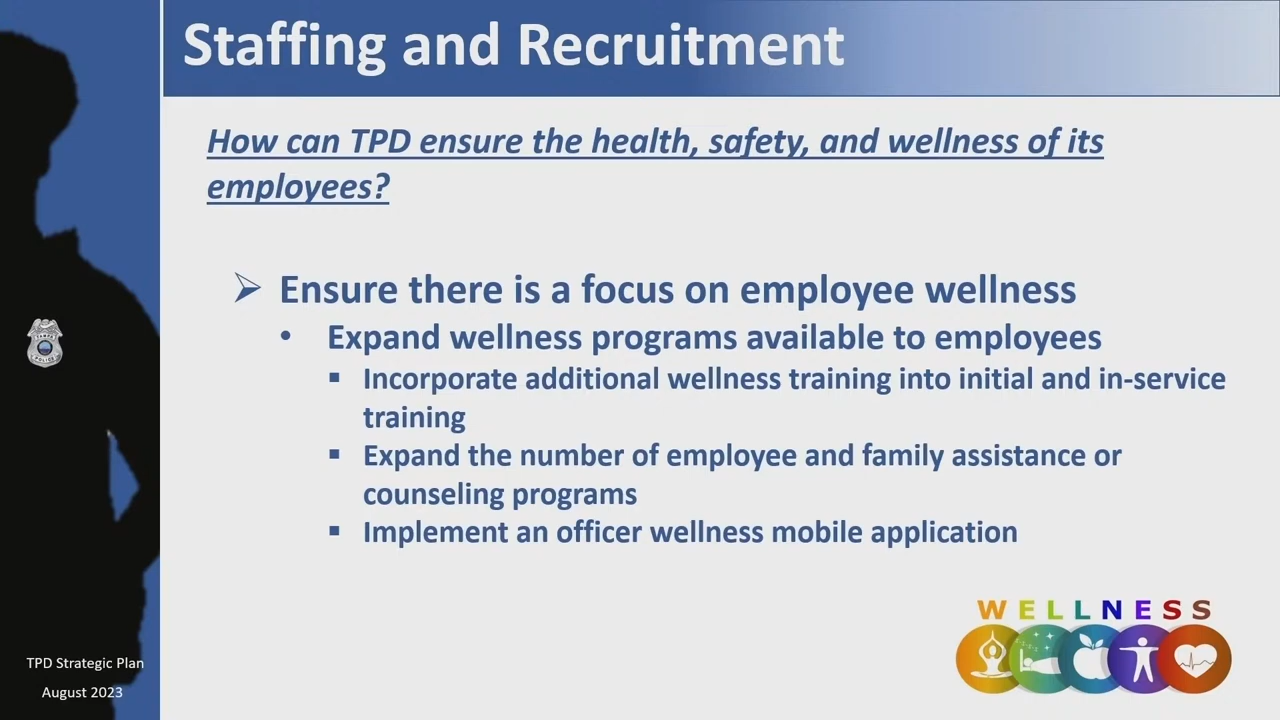 Staffing and Recruitment
How can TPD ensure the health, safety, and wellness of its
employees?
➢ Ensure there is a focus on employee wellness
• Expand wellness programs available to employees
▪ Incorporate additional wellness training into initial and in-service
training
▪ Expand the number of employee and family assistance or
counseling programs
▪ Implement an officer wellness mobile application
WELLNESS
TAMPA
POLICE
TPD Strategic Plan
August 2023